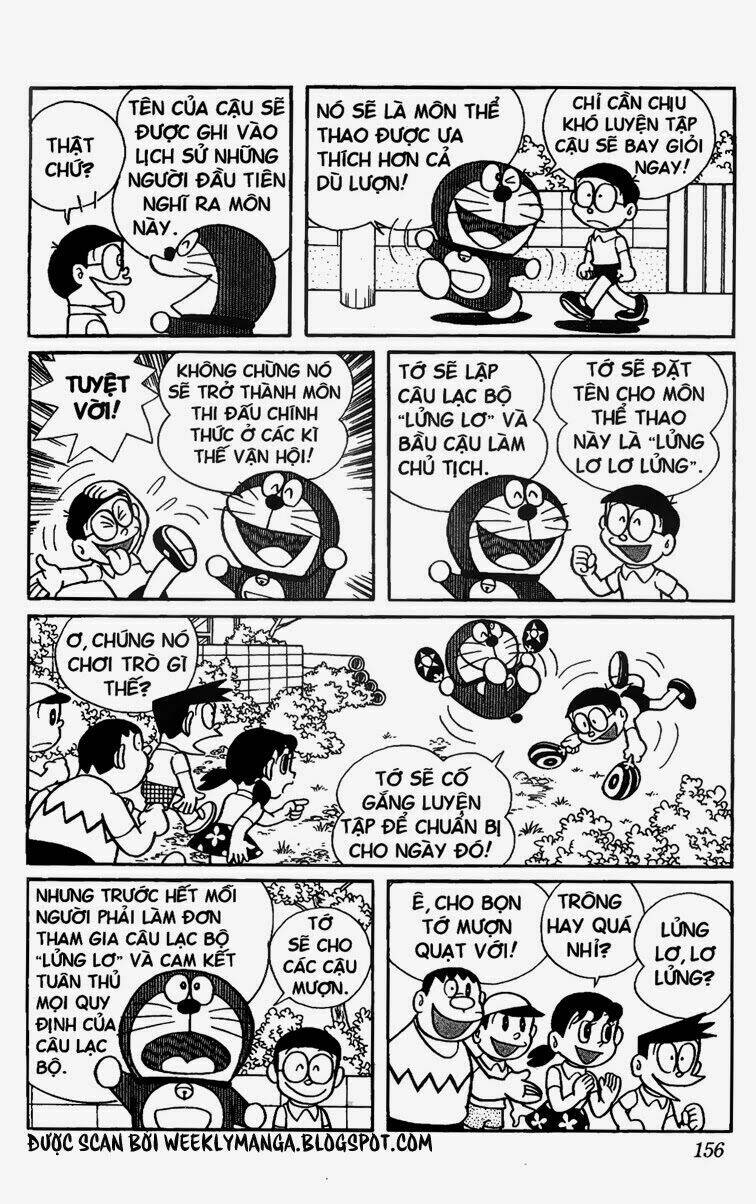 NÓ SẼ LÀ MÔN THỂ
THAO ĐƯỢC ƯA
THÍCH HƠN CẢ
DÙ LƯỢN!
CHỈ CẦN CHỊU
KHÓ LUYỆN TẬP
CẬU SẼ BAY GIỎI
NGAY!
THẬT
CHỨ?
TÊN CỦA CẬU SẼ
ĐƯỢC GHI VÀO
LỊCH SỬ NHỮNG
NGƯỜI ĐẦU TIÊN
NGHĨ RA MÔN
NÀY.
TUYỆT
VỜI!
KHÔNG CHỪNG NÓ
SẼ TRỞ THÀNH MÔN
THI ĐẤU CHÍNH
THỨC Ở CÁC KÌ
THẾ VẬN HỘI!
TỚ SẼ LẬP
CÂU LẠC BỘ
“LỬNG LƠ” VÀ
BẦU CẬU LÀM
CHỦ TỊCH.
TỚ SẼ ĐẶT
TÊN CHO MÔN
THỂ THAO
NÀY LÀ “LỬNG
LƠ LƠ LỬNG”.
Ơ, CHÚNG NÓ
CHƠI TRÒ GÌ
THẾ?
TỚ SẼ CỐ
GẮNG LUYỆN
TẬP ĐỂ CHUẨN BỊ
CHO NGÀY ĐÓ!
NHƯNG TRƯỚC HẾT MỖI
NGƯỜI PHẢI LÀM ĐƠN
THAM GIA CÂU LẠC BỘ
“LỬNG LƠ” VÀ CAM KẾT
TUÂN THỦ
MỌI QUY
ĐỊNH CỦA
CÂU LẠC
BỘ.
TỚ
SẼ CHO
CÁC CẬU
MƯỢN.
Ê, CHO BỌN
TỚ MƯỢN
QUẠT VỚI!
TRÔNG
HAY QUÁ
NHỈ?
LỬNG
LƠ, LƠ
LỬNG?
ĐƯỢC SCAN BỞI WEEKLYMANGA.BLOGSPOT.COM
156